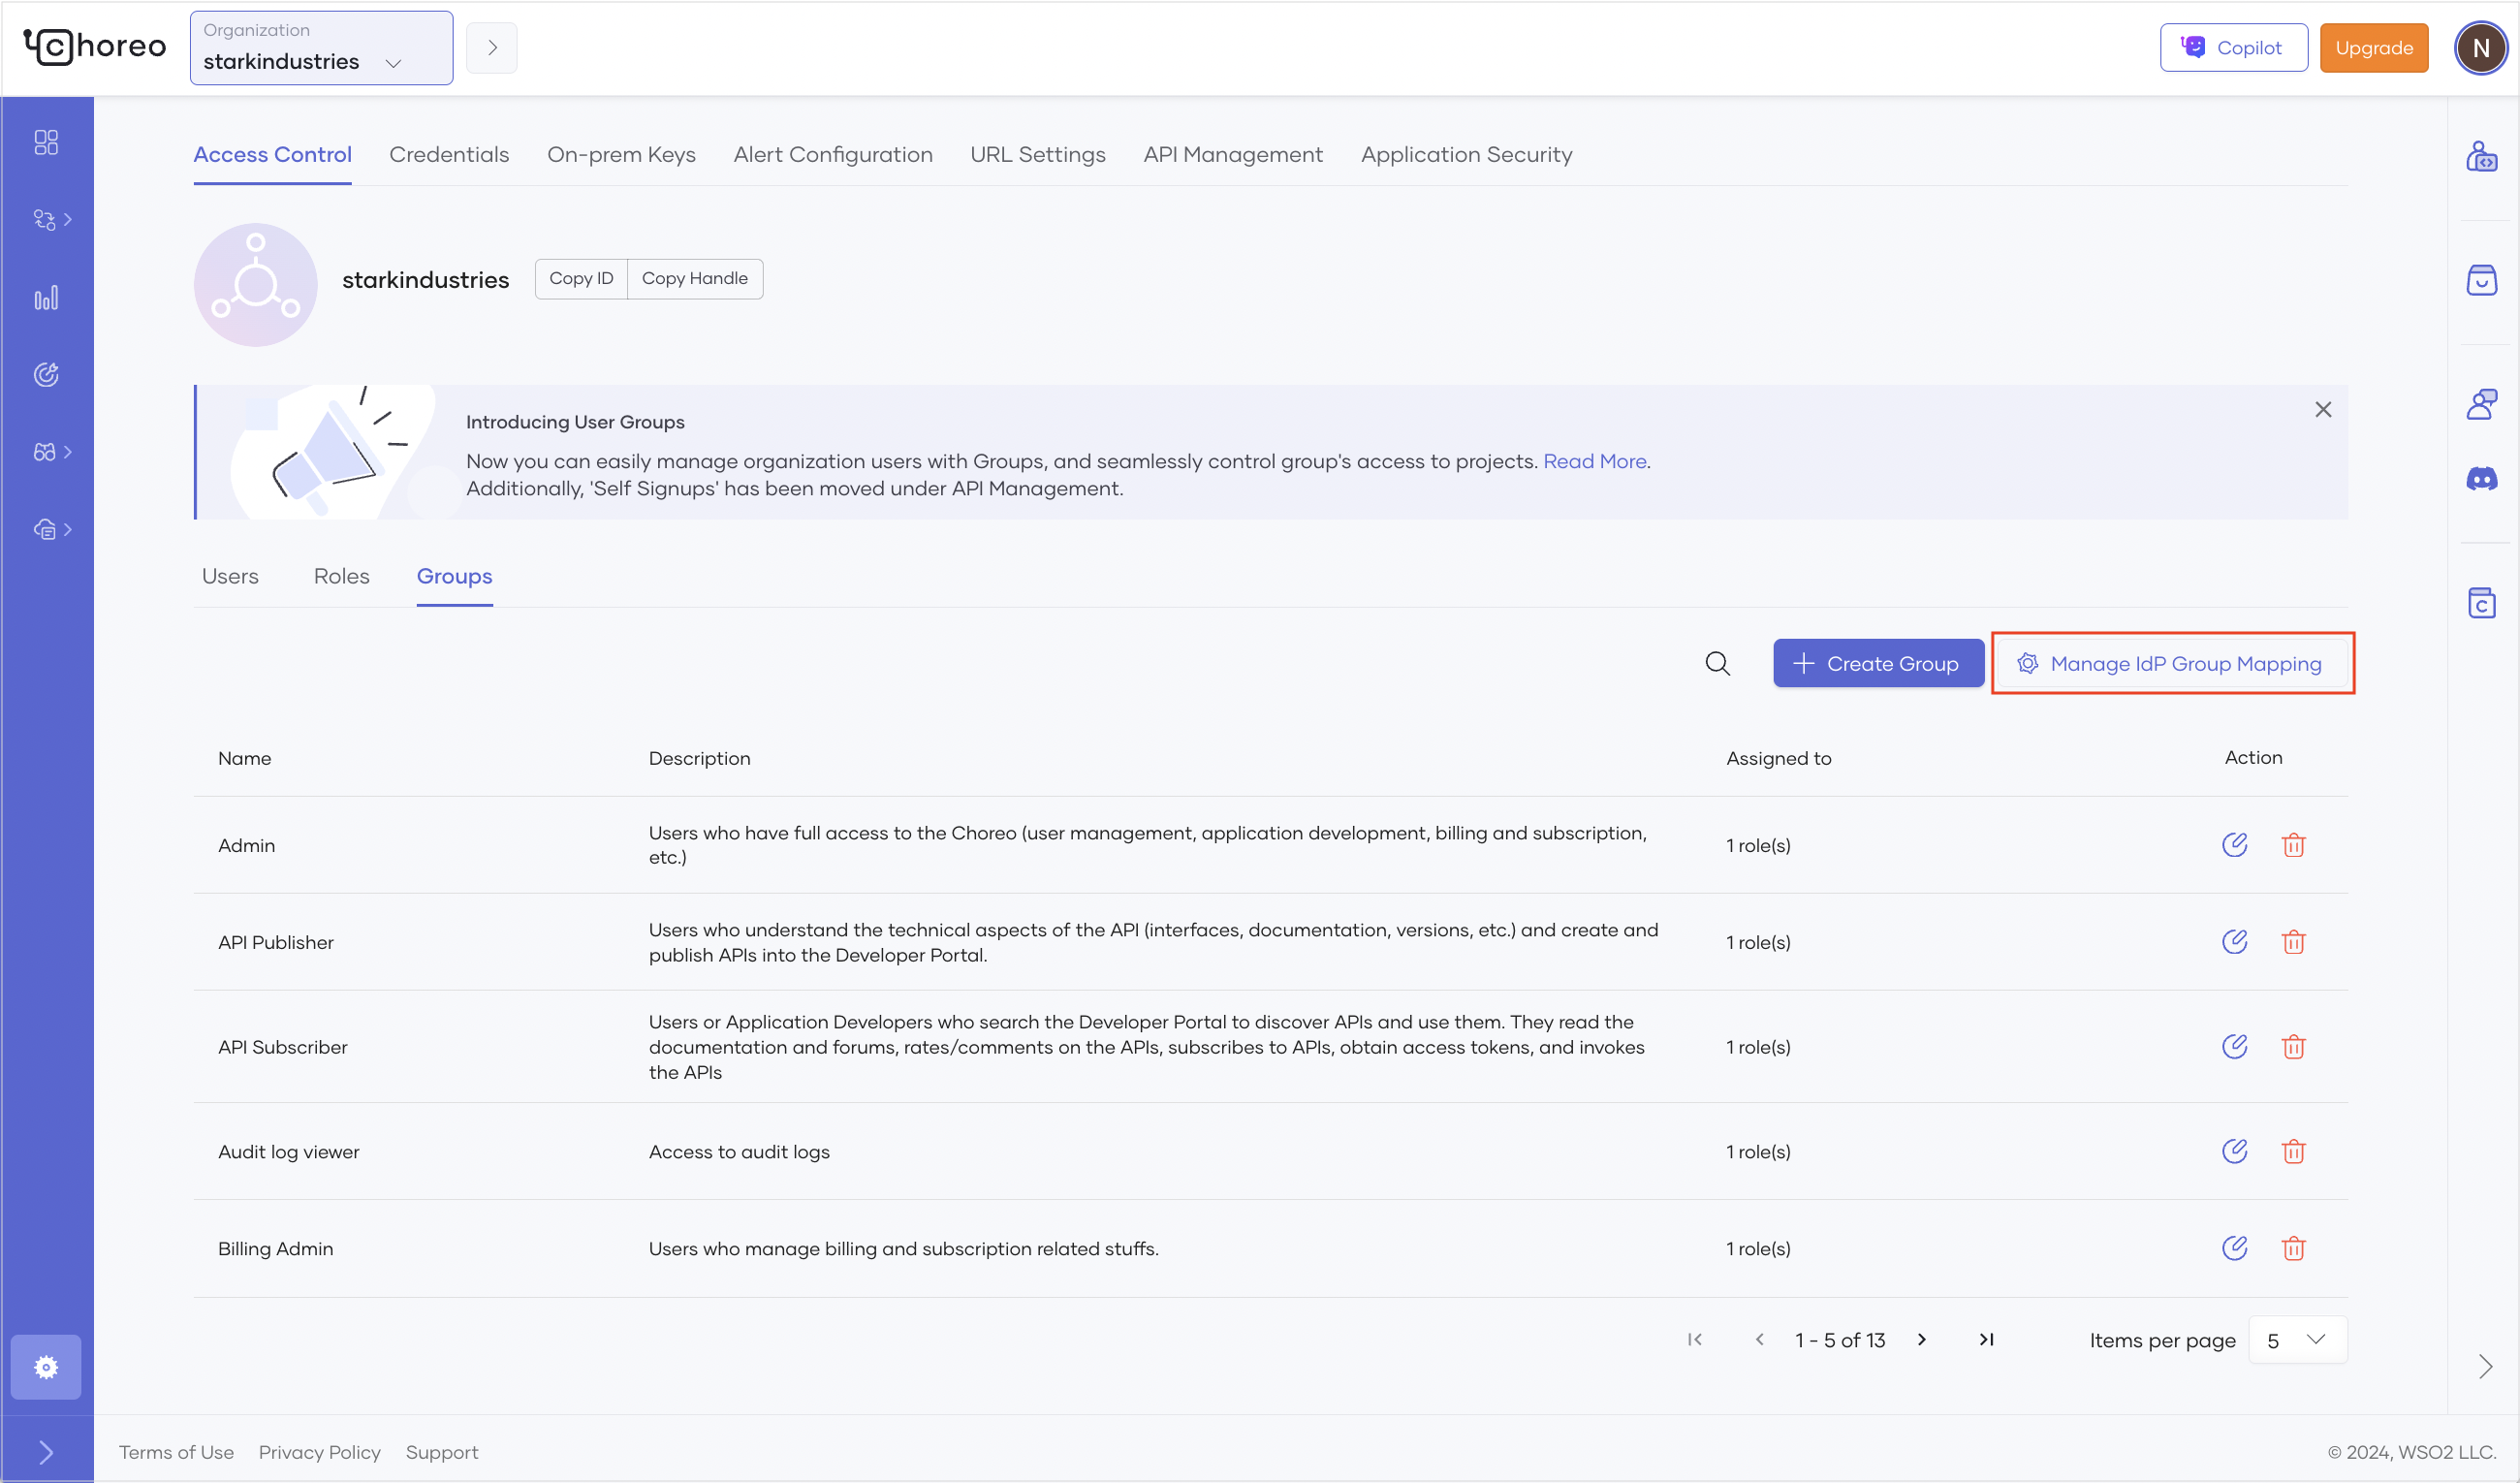 choreo
Organization
starkindustries
Copilot
Upgrade
N
Access Control
Credentials
On-prem Keys
Alert Configuration
URL Settings
API Management
Application Security
starkindustries
Copy ID
Copy Handle
Introducing User Groups
Now you can easily manage organization users with Groups, and seamlessly control group's access to projects. Read More.
Additionally, 'Self Signups' has been moved under API Management.
Users
Roles
Groups
Create Group
Manage IdP Group Mapping
Name
Description
Assigned to
Action
Admin
Users who have full access to the Choreo (user management, application development, billing and subscription,
etc.)
1 role(s)
API Publisher
Users who understand the technical aspects of the API (interfaces, documentation, versions, etc.) and create and
publish APIs into the Developer Portal.
1 role(s)
API Subscriber
Users or Application Developers who search the Developer Portal to discover APIs and use them. They read the
documentation and forums, rates/comments on the APIs, subscribes to APIs, obtain access tokens, and invokes
the APIs
1 role(s)
Audit log viewer
Access to audit logs
1 role(s)
Billing Admin
Users who manage billing and subscription related stuffs.
1 role(s)
1 - 5 of 13
Items per page
5
C
Terms of Use
Privacy Policy
Support
© 2024, WSO2 LLC.